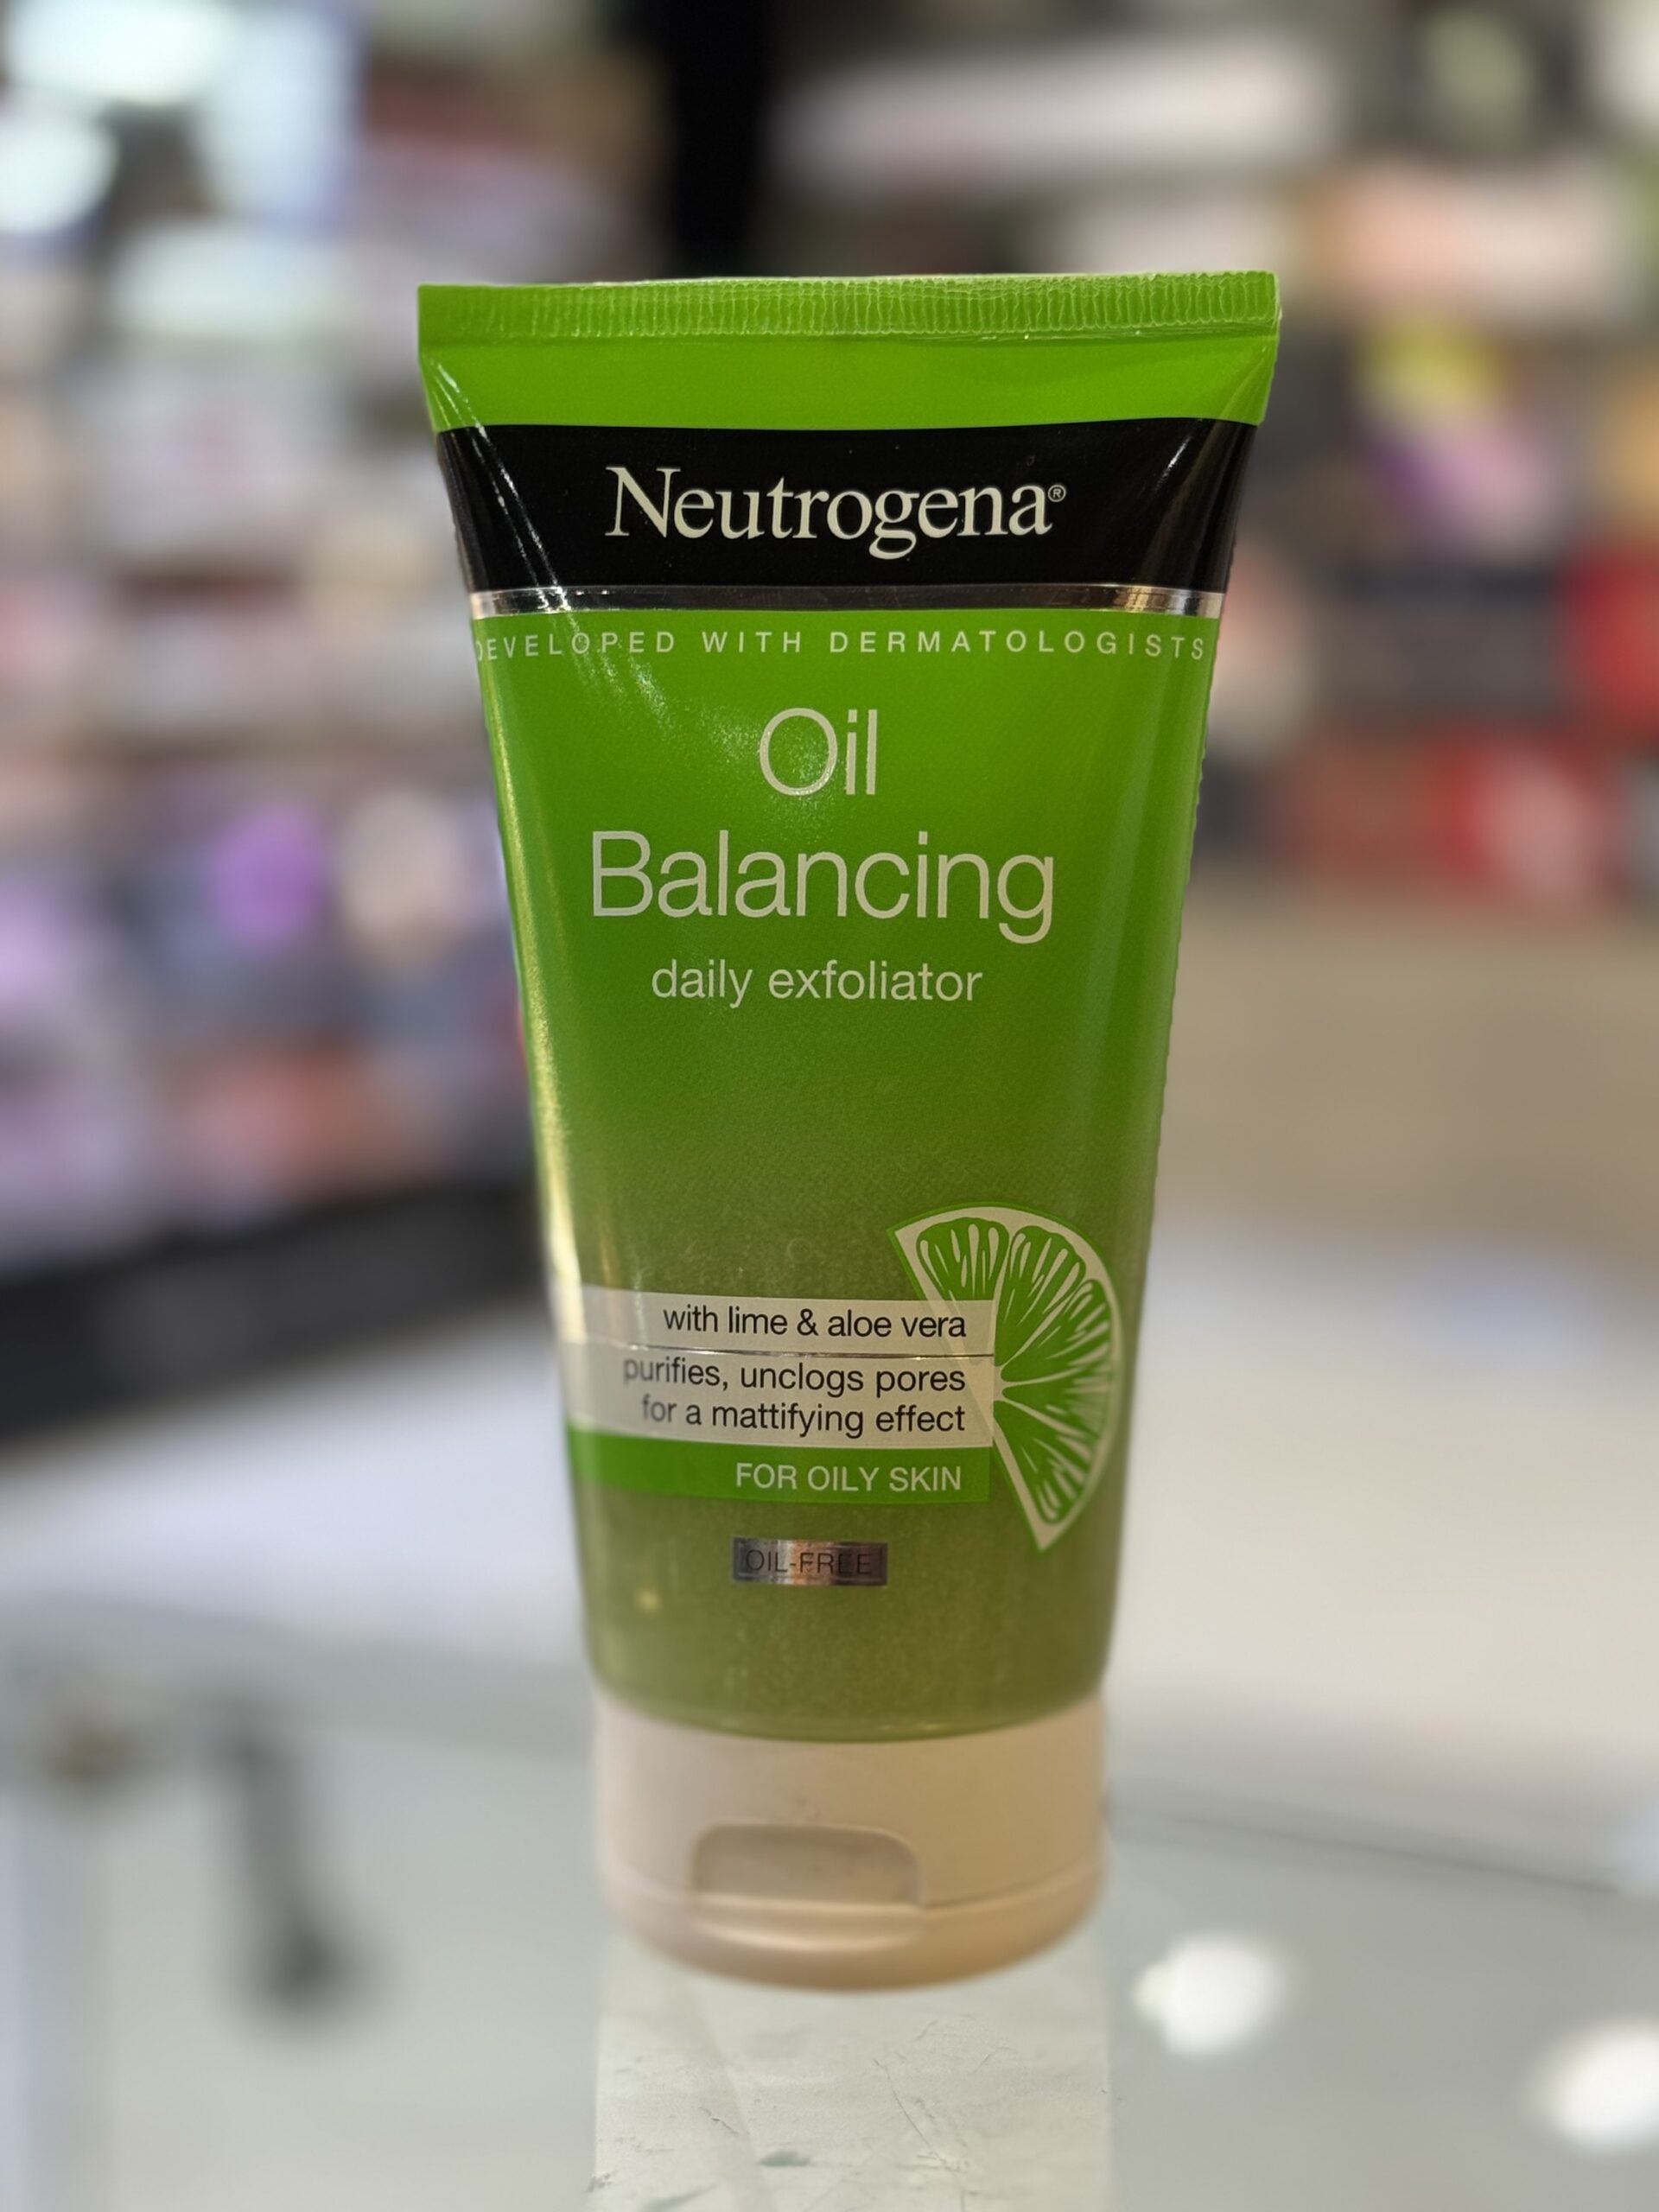 Neutrogena®
DEVELOPED WITH DERMATOLOGISTS
Oil
Balancing
daily exfoliator
with lime & aloe vera
purifies, unclogs pores
for a mattifying effect
FOR OILY SKIN
OIL-FREE